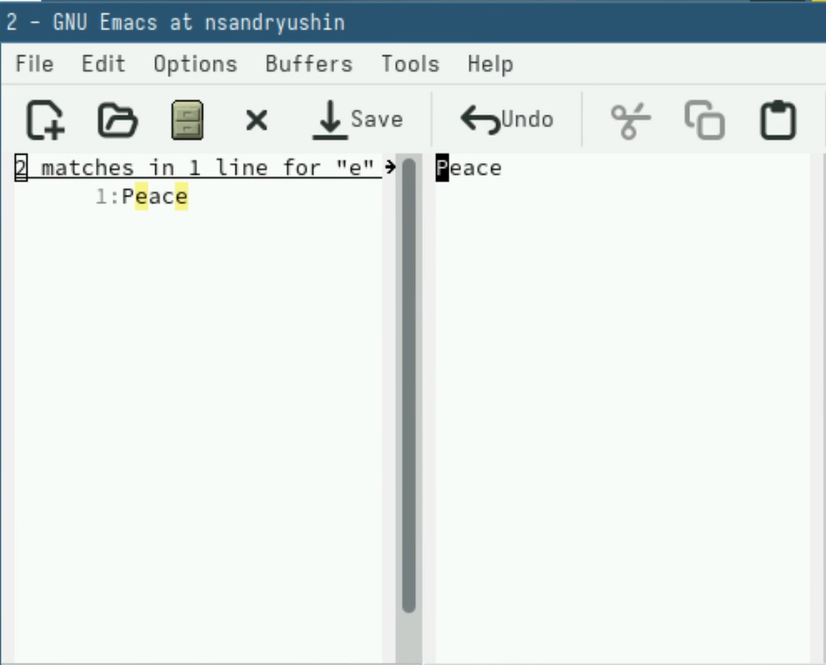 2 - GNU Emacs at nsandryushin
File Edit Options Buffers Tools Help
Save Undo
2 matches in 1 line for "e"
1:Peace
Peace